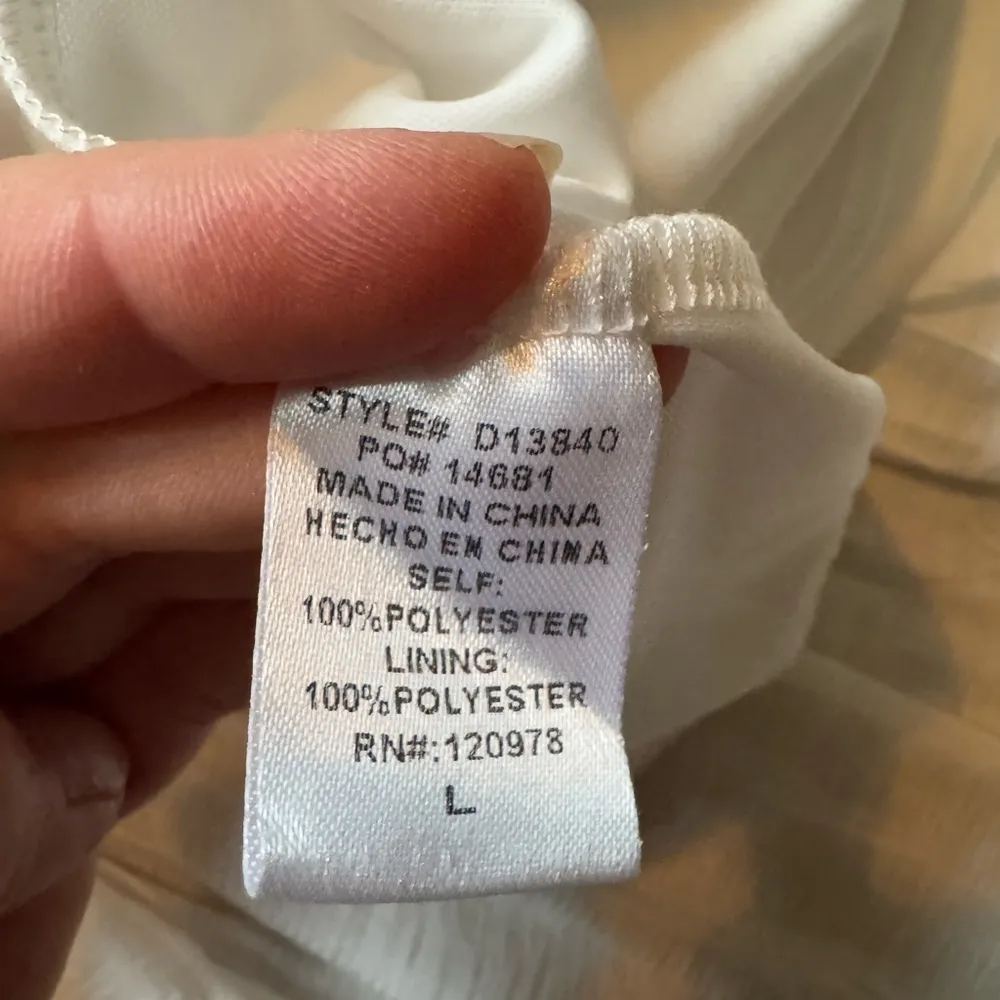 STYLE# D13840
PO# 14681
MADE IN CHINA
HECHO EN CHINA
SELF:
100%POLYESTER
LINING:
100%POLYESTER
RN#:120978
L